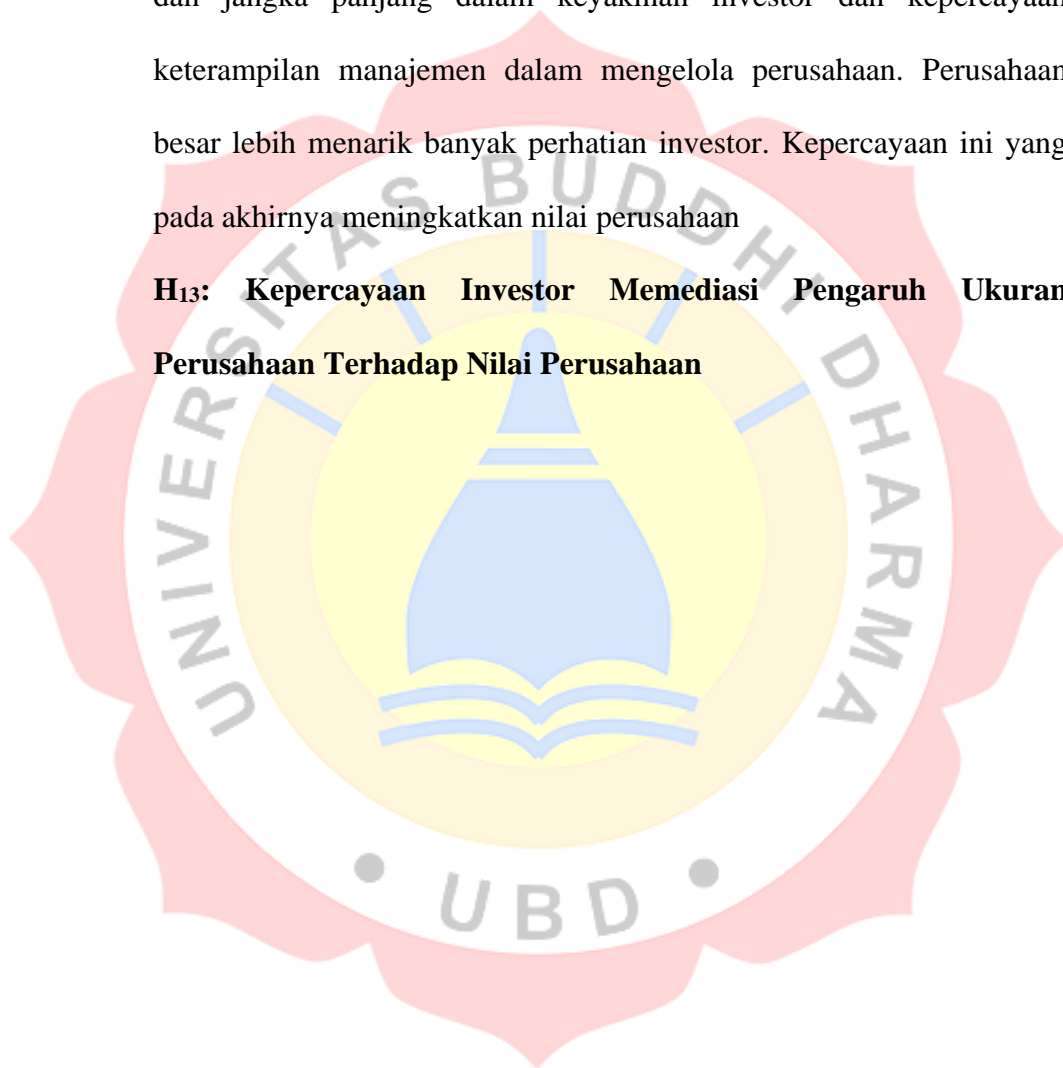 dan jangka panjang dalam keyakinan investor dan kepercayaan
keterampilan manajemen dalam mengelola perusahaan. Perusahaan
besar lebih menarik banyak perhatian investor. Kepercayaan ini yang
pada akhirnya meningkatkan nilai perusahaan
H13: Kepercayaan Investor Memediasi Pengaruh Ukuran
Perusahaan Terhadap Nilai Perusahaan
UNIVERSITAS BUDDHI DHARMA
• UBD •